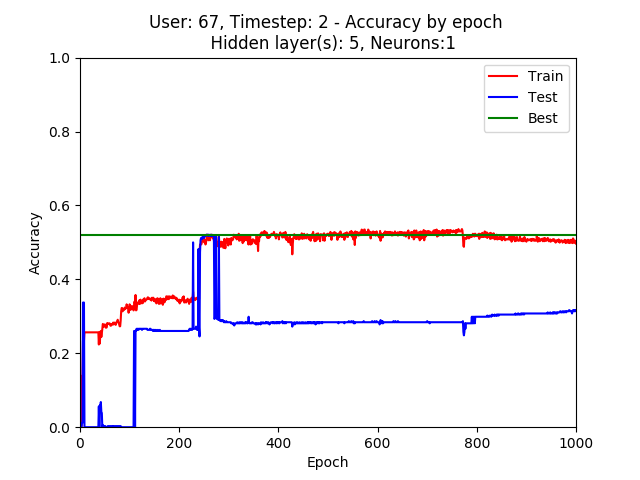 User: 67, Timestep: 2 - Accuracy by epoch
Hidden layer(s): 5, Neurons:1
1.0
0.8
0.6
0.4
0.2
0.0
Accuracy
Train
Test
Best
0 200 400 600 800 1000
Epoch